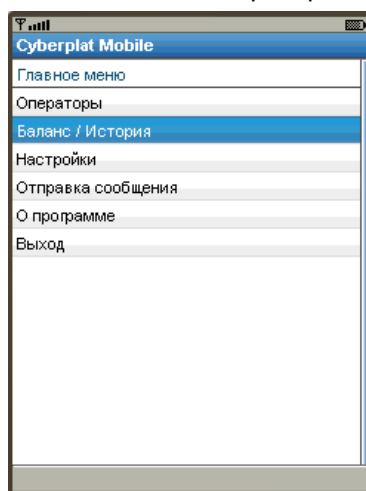 Cyberplat Mobile
Главное меню
Операторы
Баланс / История
Настройки
Отправка сообщения
О программе
Выход